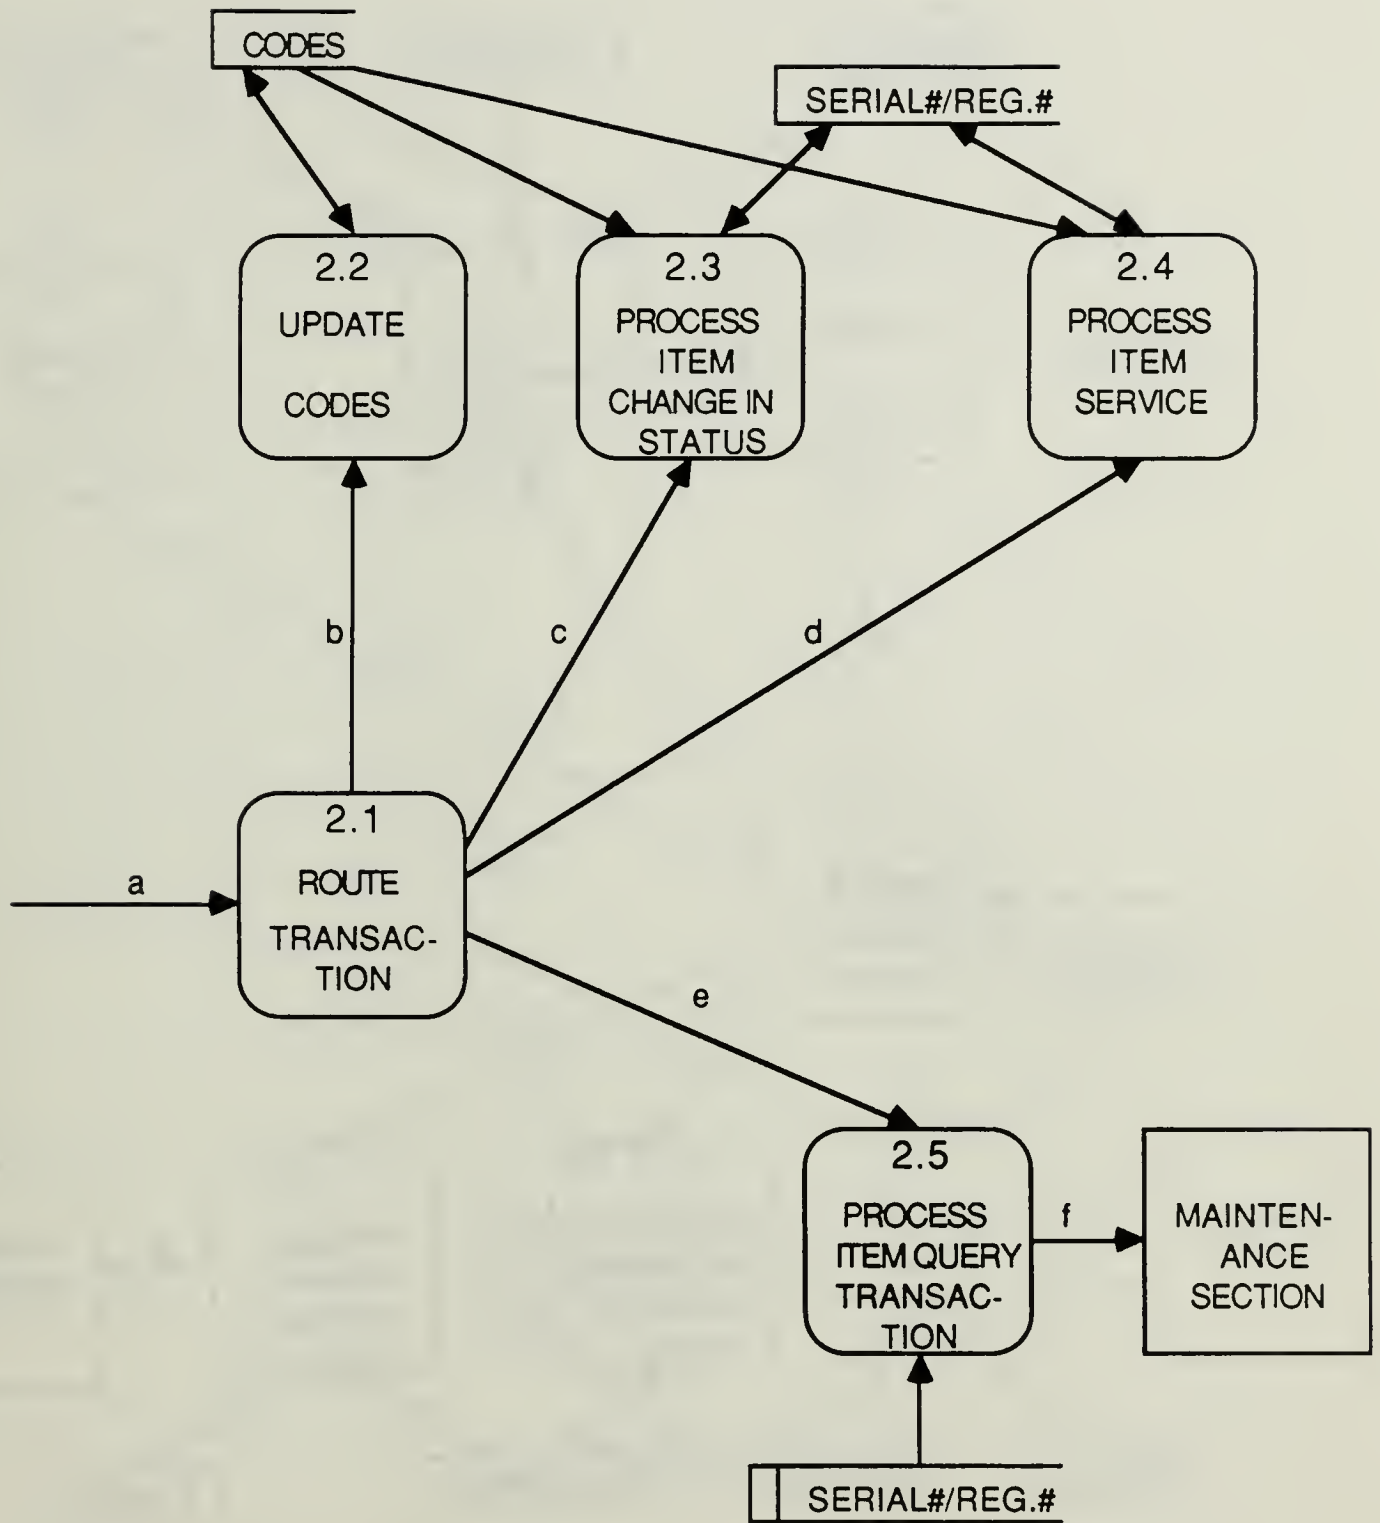 CODES
SERIAL#/REG.#
2.2
UPDATE
CODES
2.3
PROCESS
ITEM
CHANGE IN
STATUS
2.4
PROCESS
ITEM
SERVICE
b
c
d
2.1
ROUTE
TRANSAC-
TION
a
e
2.5
PROCESS
ITEM QUERY
TRANSAC-
TION
f
MAINTEN-
ANCE
SECTION
SERIAL#/REG.#